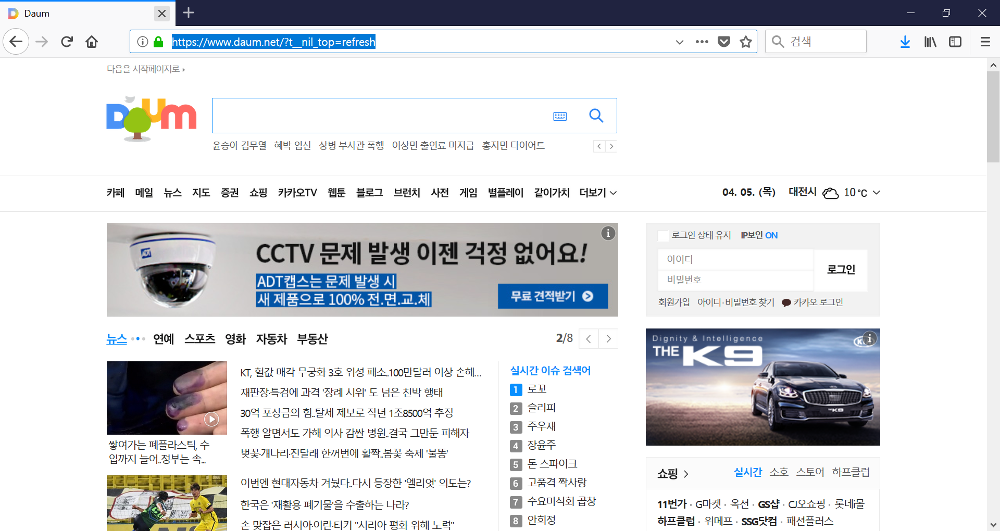 Daum
https://www.daum.net/?t__nil_top=refresh
검색
다음을 시작페이지로
Daum
윤승아 김무열 혜박 임신 상병 부사관 폭행 이상민 출연료 미지급 홍지민 다이어트
카페 메일 뉴스 지도 증권 쇼핑 카카오TV 웹툰 블로그 브런치 사전 게임 별플레이 같이가치 더보기
04. 05. (목) 대전시 10℃
ADT
CCTV 문제 발생 이젠 걱정 없어요!
ADT캡스는 문제 발생 시
새 제품으로 100% 전.면.교.체
무료 견적받기
로그인 상태 유지 IP보안 ON
아이디
비밀번호
로그인
회원가입 아이디·비밀번호 찾기 카카오 로그인
뉴스 연예 스포츠 영화 자동차 부동산
2/8
쌓여가는 폐플라스틱, 수
입까지 늘어..정부는 속...
KT, 헐값 매각 무궁화 3호 위성 패소..100만달러 이상 손해...
재판장·특검에 과격 '장례 시위' 도 넘은 친박 행태
30억 포상금의 힘..탈세 제보로 작년 1조8500억 추징
폭행 알면서도 가해 의사 감싼 병원..결국 그만둔 피해자
벚꽃·개나리·진달래 한꺼번에 활짝..봄꽃 축제 '불똥'
이번엔 현대자동차 겨눴다..다시 등장한 '엘리엇' 의도는?
한국은 '재활용 폐기물'을 수출하는 나라?
손 맞잡은 러시아·이란·터키 "시리아 평화 위해 노력"
실시간 이슈 검색어
1 로꼬
2 슬리피
3 주우재
4 장윤주
5 돈 스파이크
6 고품격 짝사랑
7 수요미식회 곱창
8 안희정
Dignity & Intelligence
THE K9
THE K9
쇼핑 실시간 소호 스토어 하프클럽
11번가 · G마켓 · 옥션 · GS샵 · CJ오쇼핑 · 롯데i몰
하프클럽 · 위메프 · SSG닷컴 · 패션플러스